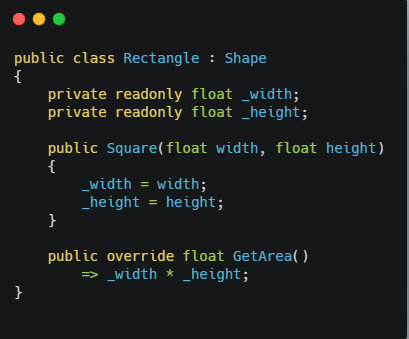 public class Rectangle : Shape
{
    private readonly float _width;
    private readonly float _height;

    public Square(float width, float height)
    {
        _width = width;
        _height = height;
    }

    public override float GetArea()
        => _width * _height;
}